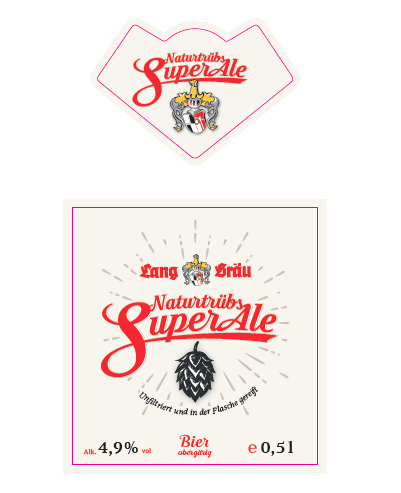 Naturtrübs
SuperAle
Lang Bräu
Naturtrübs
SuperAle
Unfiltriert und in der Flasche gereift
Alk. 4,9% vol
Bier
obergärig
e 0,5 l